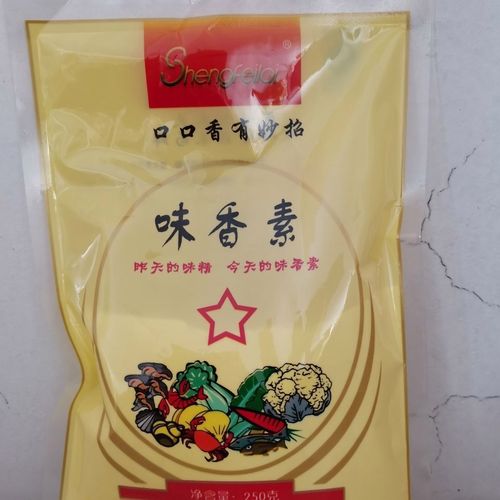 Shengfeilai®
口口香有妙招
味香素
昨天的味精 今天的味香素
净含量：250克